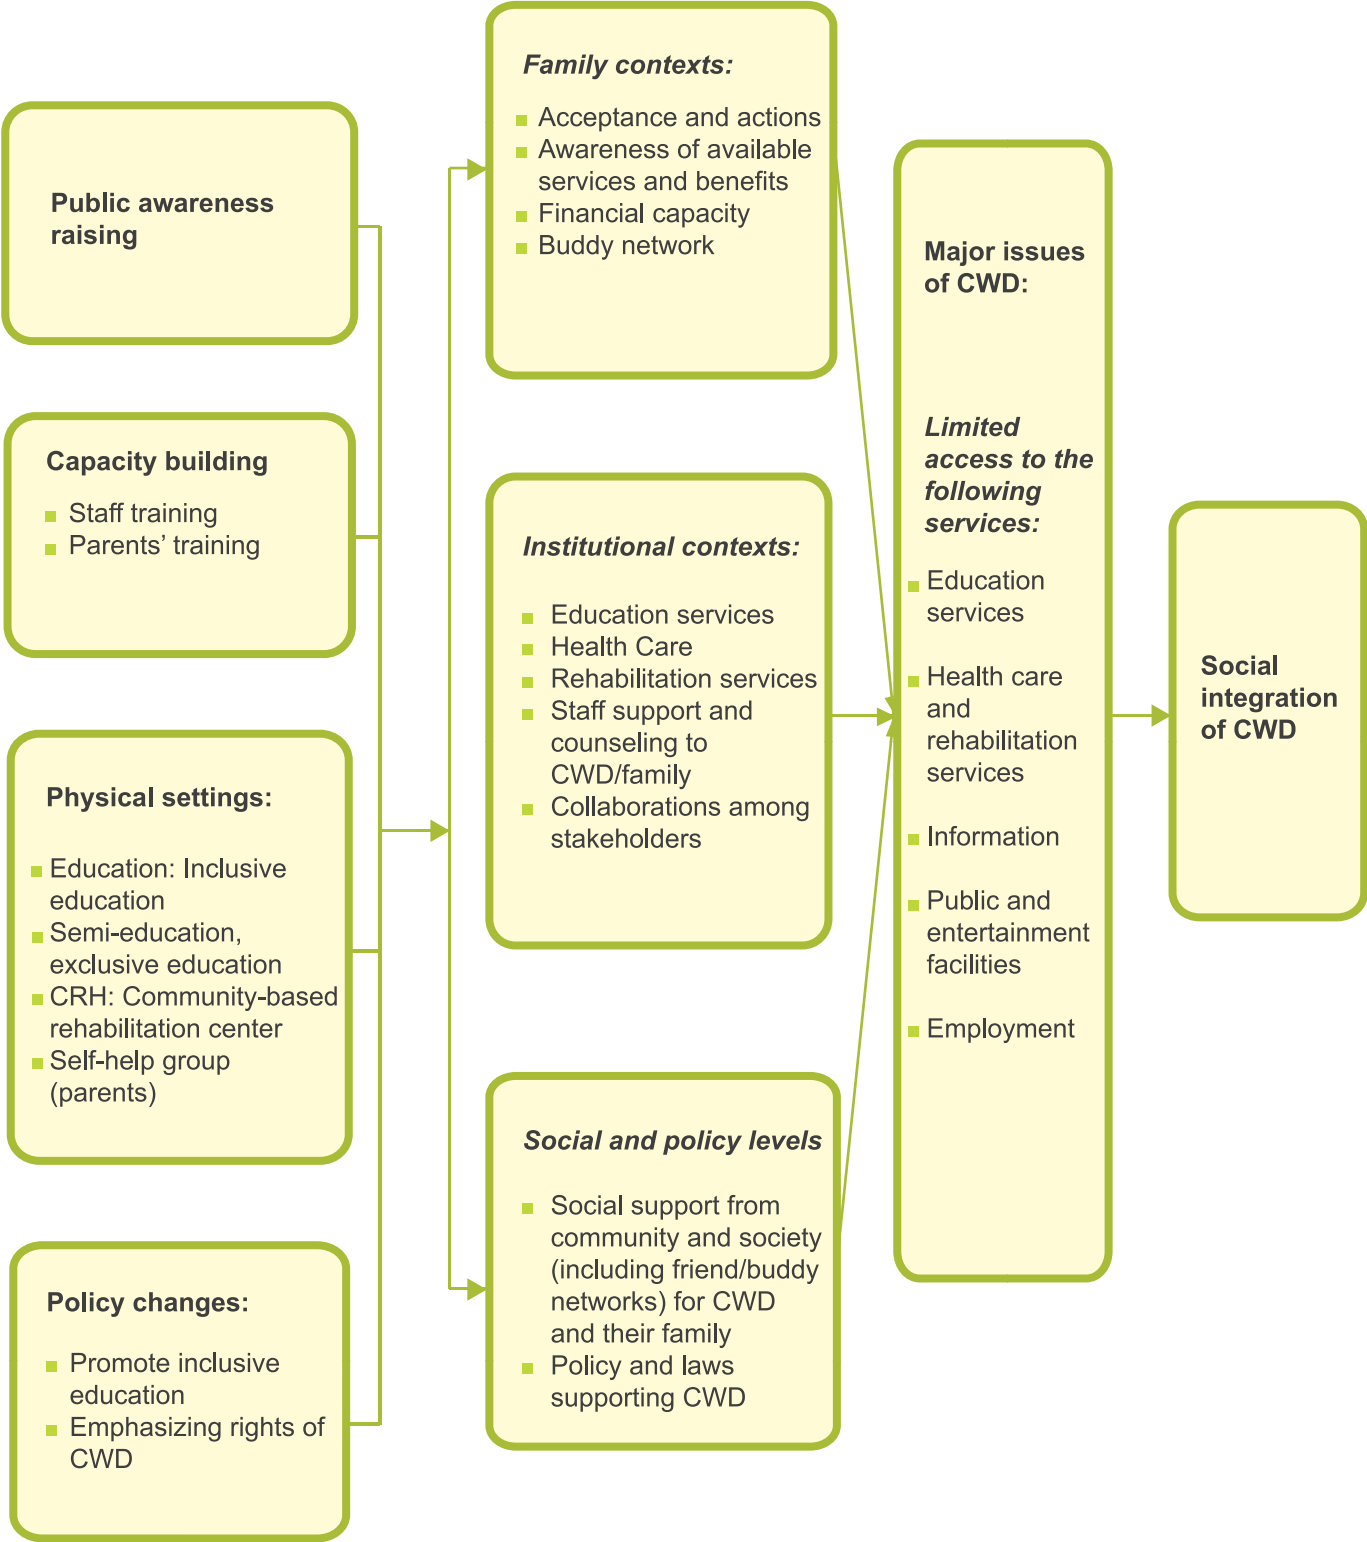 Public awareness
raising
Capacity building
Staff training
Parents’ training
Physical settings:
Education: Inclusive
education
Semi-education,
exclusive education
CRH: Community-based
rehabilitation center
Self-help group
(parents)
Policy changes:
Promote inclusive
education
Emphasizing rights of
CWD
Family contexts:
Acceptance and actions
Awareness of available
services and benefits
Financial capacity
Buddy network
Institutional contexts:
Education services
Health Care
Rehabilitation services
Staff support and
counseling to
CWD/family
Collaborations among
stakeholders
Social and policy levels
Social support from
community and society
(including friend/buddy
networks) for CWD
and their family
Policy and laws
supporting CWD
Major issues
of CWD:
Limited
access to the
following
services:
Education
services
Health care
and
rehabilitation
services
Information
Public and
entertainment
facilities
Employment
Social
integration
of CWD